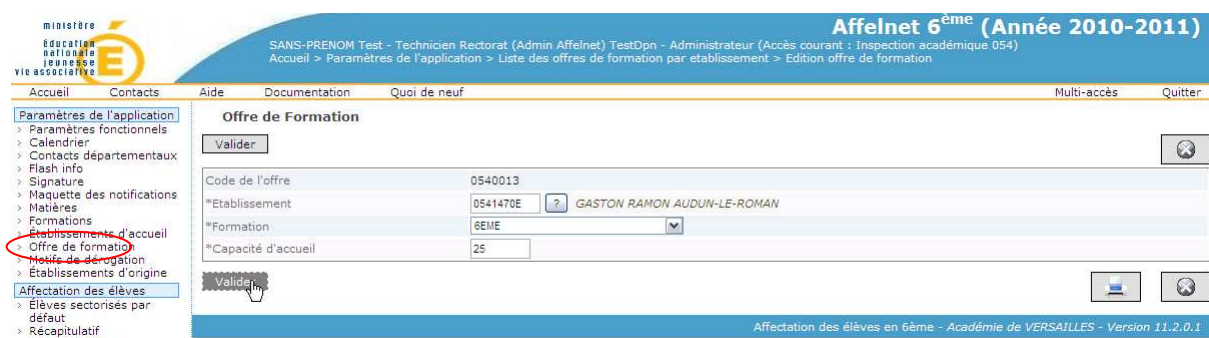 ministère
éducation
nationale
jeunesse
vie associative
Affelnet 6ème (Année 2010-2011)
SANS-PRENOM Test - Technicien Rectorat (Admin Affelnet) TestDpn - Administrateur (Accès courant : Inspection académique 054)
Accueil > Paramètres de l'application > Liste des offres de formation par etablissement > Edition offre de formation
Accueil Contacts Aide Documentation Quoi de neuf Multi-accès Quitter
Paramètres de l'application
> Paramètres fonctionnels
> Calendrier
> Contacts départementaux
> Flash info
> Signature
> Maquette des notifications
> Matières
> Formations
> Établissements d'accueil
> Offre de formation
> Motifs de dérogation
> Établissements d'origine
Affectation des élèves
> Élèves sectorisés par
défaut
> Récapitulatif
Offre de Formation
Valider
Code de l'offre 0540013
*Etablissement 0541470E ? GASTON RAMON AUDUN-LE-ROMAN
*Formation 6EME
*Capacité d'accueil 25
Valider
Affectation des élèves en 6ème - Académie de VERSAILLES - Version 11.2.0.1